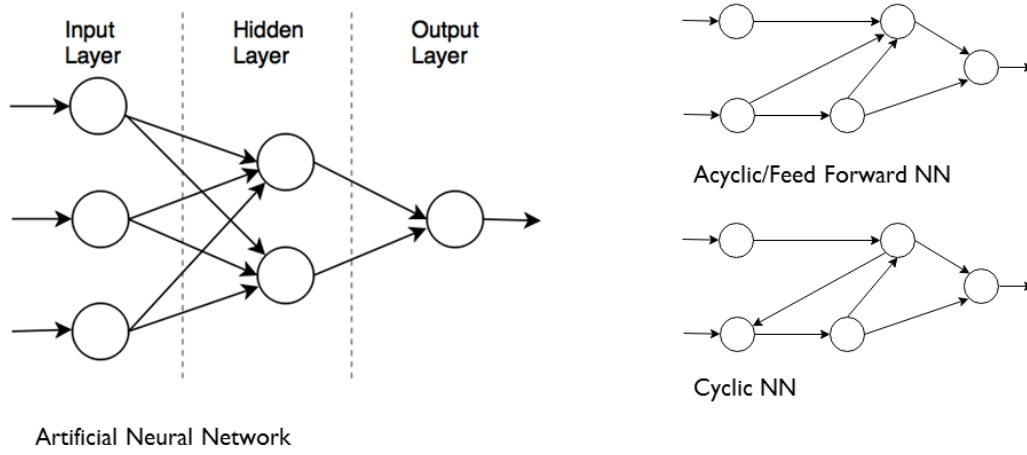 Input
Layer
Hidden
Layer
Output
Layer
Artificial Neural Network
Acyclic/Feed Forward NN
Cyclic NN